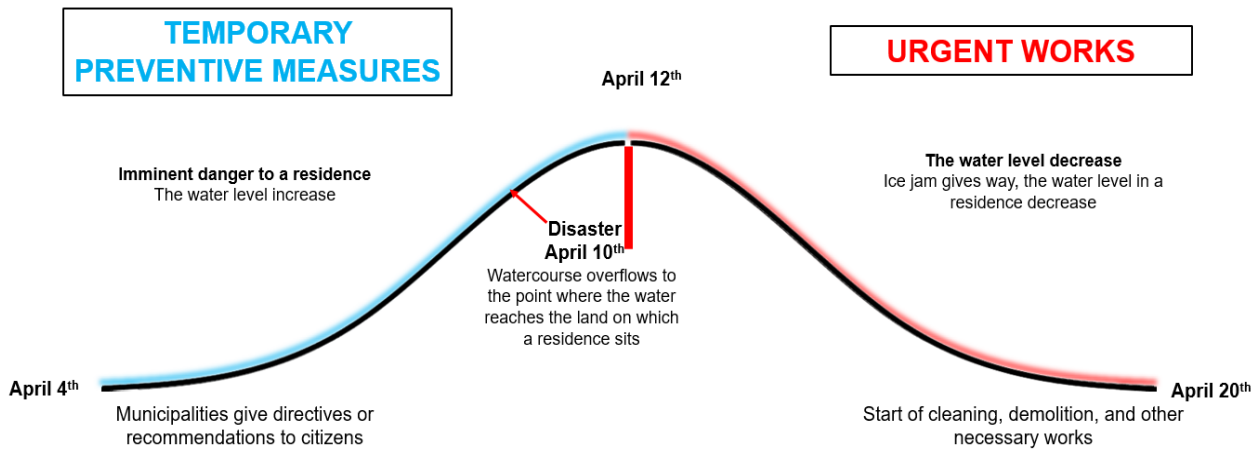 TEMPORARY
PREVENTIVE MEASURES
URGENT WORKS
April 12th
Imminent danger to a residence
The water level increase
The water level decrease
Ice jam gives way, the water level in a
residence decrease
Disaster
April 10th
Watercourse overflows to
the point where the water
reaches the land on which
a residence sits
April 4th
April 20th
Municipalities give directives or
recommendations to citizens
Start of cleaning, demolition, and other
necessary works